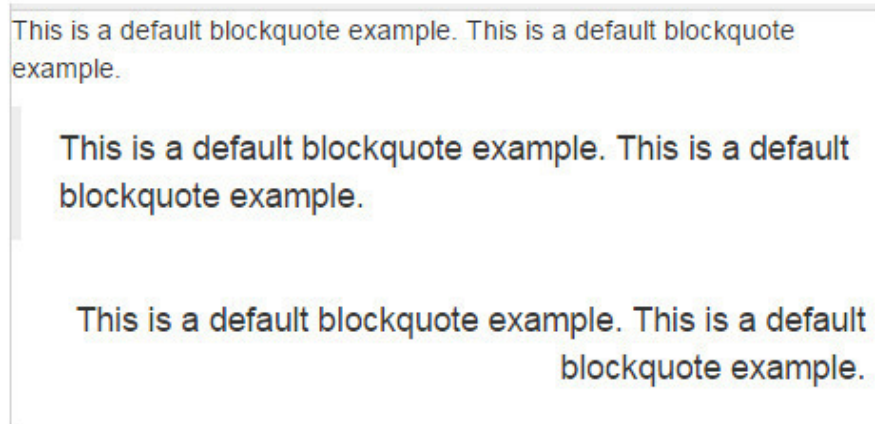 This is a default blockquote example. This is a default blockquote
example.
This is a default blockquote example. This is a default
blockquote example.
This is a default blockquote example. This is a default
blockquote example.